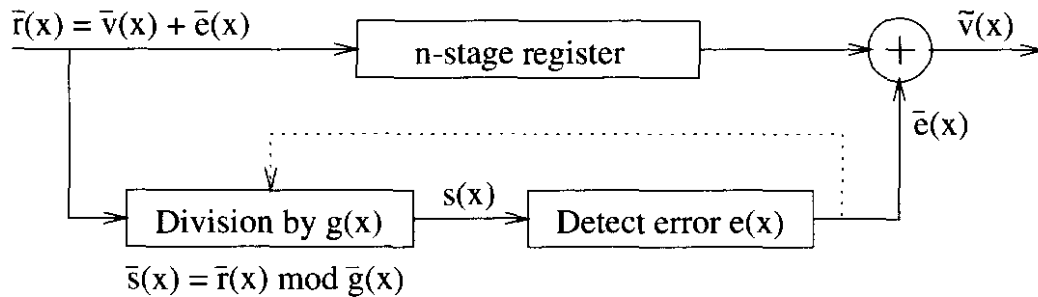 r̄(x) = v̄(x) + ē(x)
n-stage register
+
ṽ(x)
ē(x)
Division by g(x)
s(x)
Detect error e(x)
s̄(x) = r̄(x) mod ḡ(x)